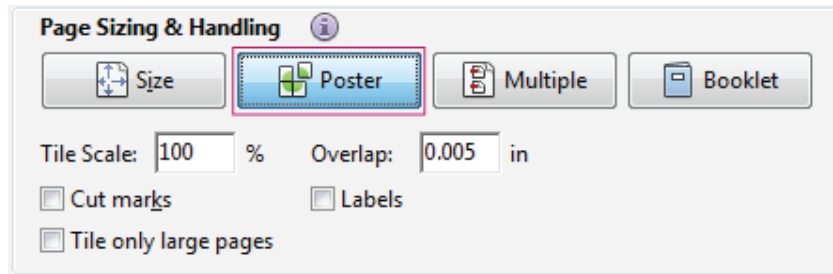 Page Sizing & Handling
Size Poster Multiple Booklet
Tile Scale: 100 % Overlap: 0.005 in
Cut marks Labels
Tile only large pages